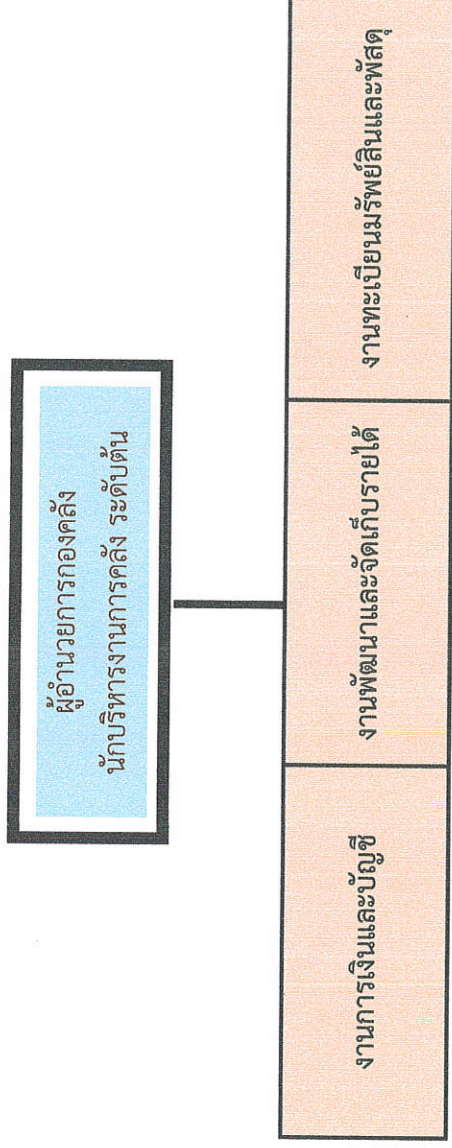 ผู้อำนวยการกองคลัง
นักบริหารงานการคลัง ระดับต้น
งานการเงินและบัญชี
งานพัฒนาและจัดเก็บรายได้
งานทะเบียนมรัพย์สินและพัสดุ